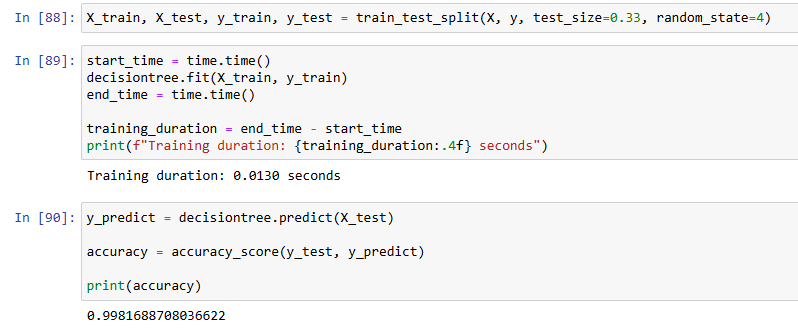 In [88]: X_train, X_test, y_train, y_test = train_test_split(X, y, test_size=0.33, random_state=4)
In [89]: start_time = time.time()
decisiontree.fit(X_train, y_train)
end_time = time.time()
training_duration = end_time - start_time
print(f"Training duration: {training_duration:.4f} seconds")
Training duration: 0.0130 seconds
In [90]: y_predict = decisiontree.predict(X_test)
accuracy = accuracy_score(y_test, y_predict)
print(accuracy)
0.9981688708036622